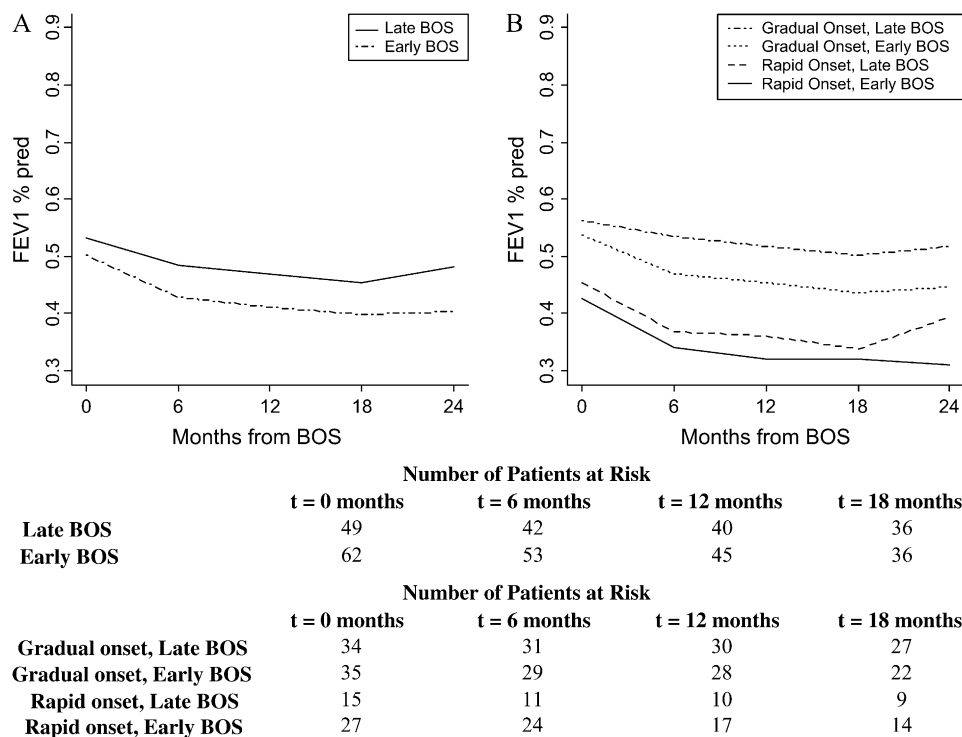 A
Late BOS
Early BOS
0.9
0.8
0.7
0.6
0.5
0.4
0.3
FEV1 % pred
0 6 12 18 24
Months from BOS
B
Gradual Onset, Late BOS
Gradual Onset, Early BOS
Rapid Onset, Late BOS
Rapid Onset, Early BOS
0.9
0.8
0.7
0.6
0.5
0.4
0.3
FEV1 % pred
0 6 12 18 24
Months from BOS
Number of Patients at Risk
t = 0 months t = 6 months t = 12 months t = 18 months
Late BOS 49 42 40 36
Early BOS 62 53 45 36
Number of Patients at Risk
t = 0 months t = 6 months t = 12 months t = 18 months
Gradual onset, Late BOS 34 31 30 27
Gradual onset, Early BOS 35 29 28 22
Rapid onset, Late BOS 15 11 10 9
Rapid onset, Early BOS 27 24 17 14